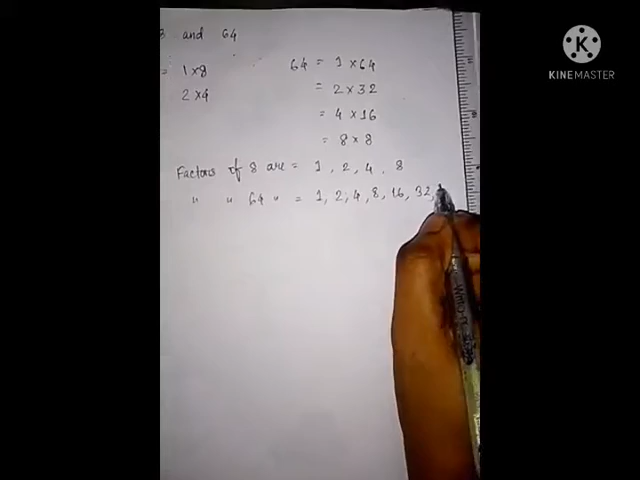 8 and 64
= 1 × 8
2 × 4
64 = 1 × 64
= 2 × 32
= 4 × 16
= 8 × 8
Factors of 8 are = 1, 2, 4, 8
" " 64 " = 1, 2, 4, 8, 16, 32,
KINEMASTER